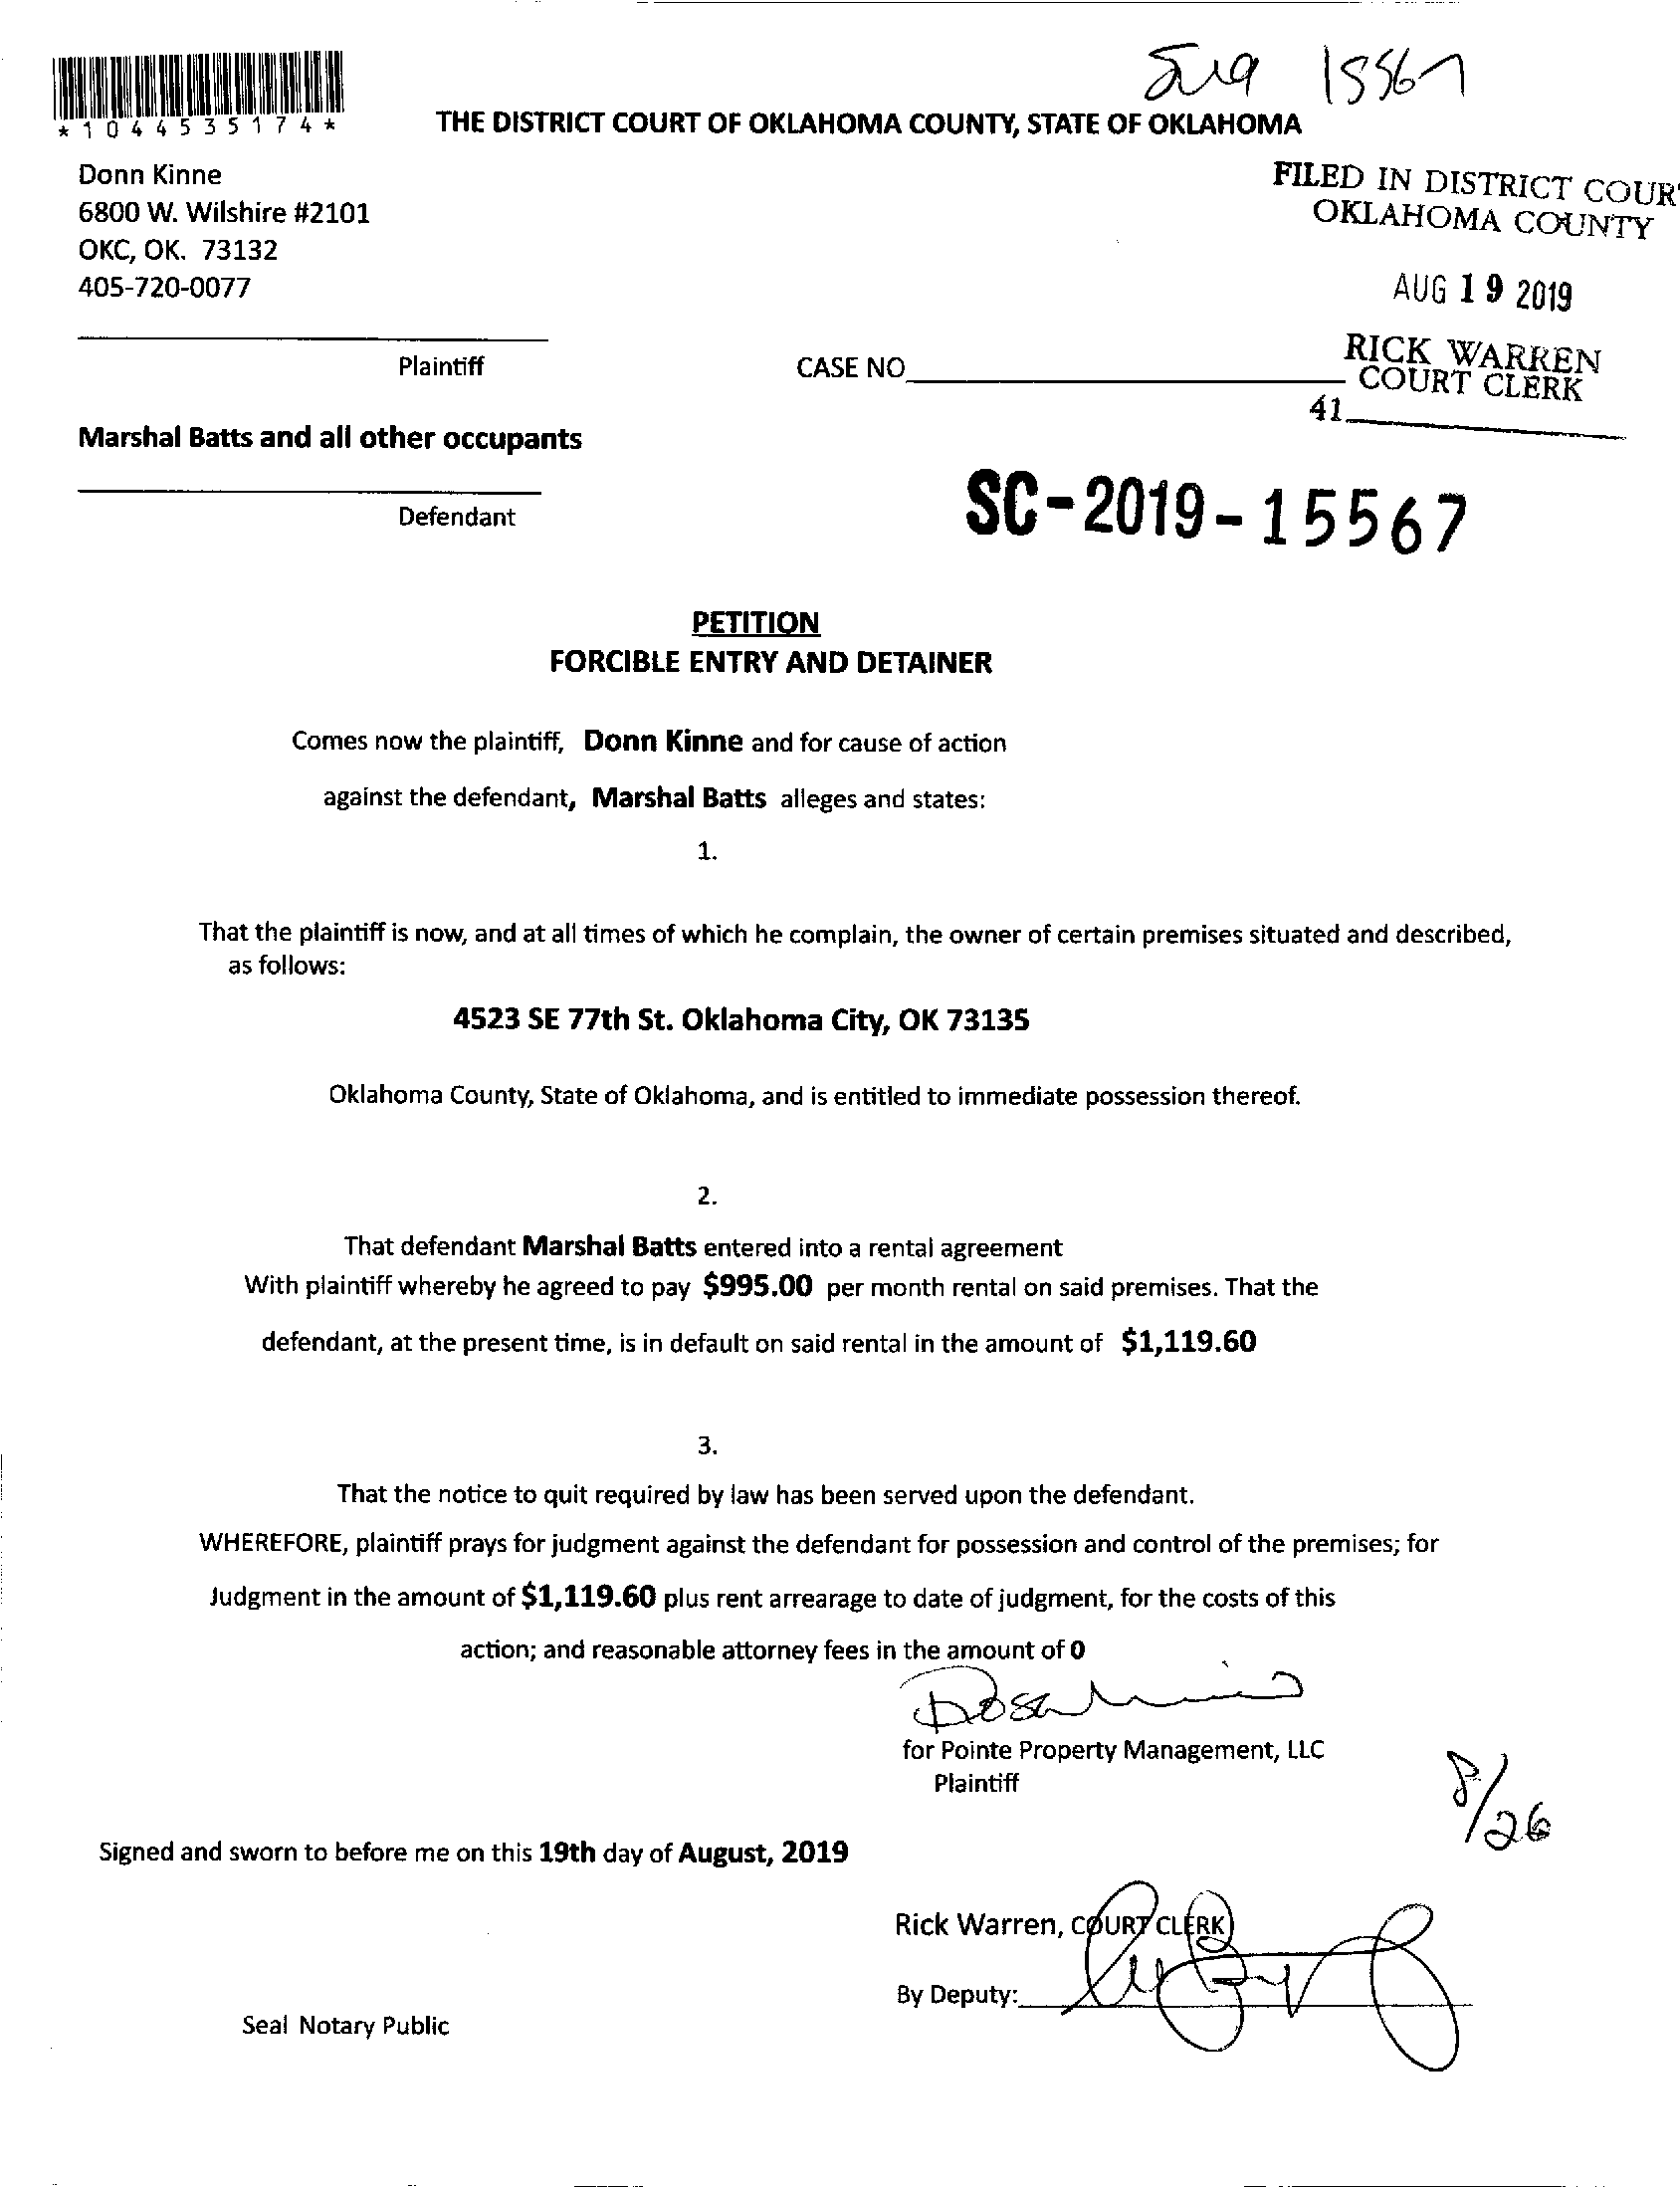 15567
*1044535174*
THE DISTRICT COURT OF OKLAHOMA COUNTY, STATE OF OKLAHOMA
Donn Kinne
6800 W. Wilshire #2101
OKC, OK. 73132
405-720-0077
FILED IN DISTRICT COUR
OKLAHOMA COUNTY
AUG 19 2019
RICK WARREN
COURT CLERK
41
Plaintiff
CASE NO
Marshal Batts and all other occupants
Defendant
SC-2019-15567
PETITION
FORCIBLE ENTRY AND DETAINER
Comes now the plaintiff, Donn Kinne and for cause of action
against the defendant, Marshal Batts alleges and states:
1.
That the plaintiff is now, and at all times of which he complain, the owner of certain premises situated and described,
as follows:
4523 SE 77th St. Oklahoma City, OK 73135
Oklahoma County, State of Oklahoma, and is entitled to immediate possession thereof.
2.
That defendant Marshal Batts entered into a rental agreement
With plaintiff whereby he agreed to pay $995.00 per month rental on said premises. That the
defendant, at the present time, is in default on said rental in the amount of $1,119.60
3.
That the notice to quit required by law has been served upon the defendant.
WHEREFORE, plaintiff prays for judgment against the defendant for possession and control of the premises; for
Judgment in the amount of $1,119.60 plus rent arrearage to date of judgment, for the costs of this
action; and reasonable attorney fees in the amount of 0
for Pointe Property Management, LLC
Plaintiff
8/26
Signed and sworn to before me on this 19th day of August, 2019
Rick Warren, COURT CLERK
By Deputy:
Seal Notary Public